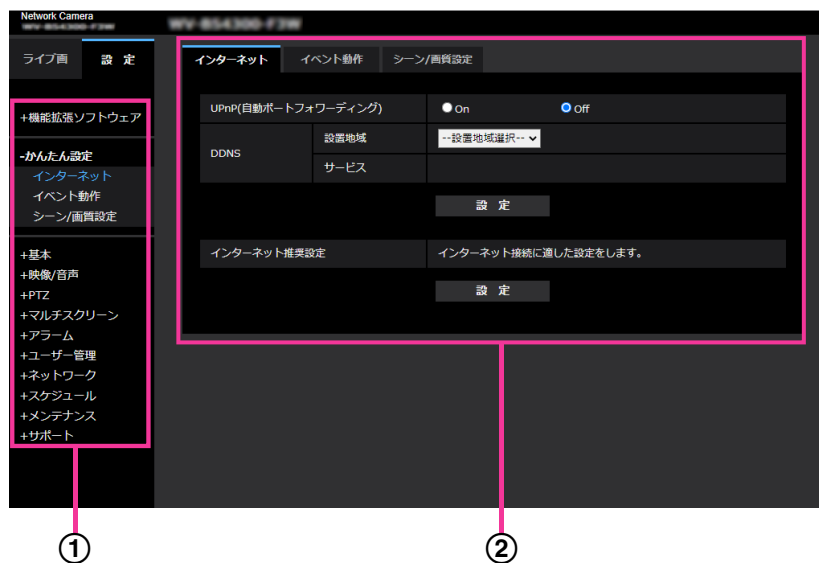 Network Camera
ライブ画 設定
+機能拡張ソフトウェア
-かんたん設定
インターネット
イベント動作
シーン/画質設定
+基本
+映像/音声
+PTZ
+マルチスクリーン
+アラーム
+ユーザー管理
+ネットワーク
+スケジュール
+メンテナンス
+サポート
インターネット イベント動作 シーン/画質設定
UPnP(自動ポートフォワーディング) On Off
DDNS 設置地域 --設置地域選択--
サービス
設定
インターネット推奨設定 インターネット接続に適した設定をします。
設定
① ②